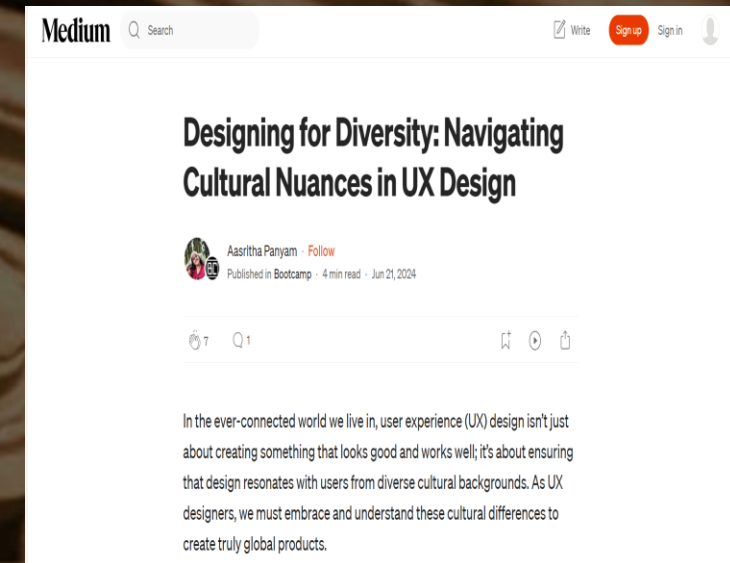 Medium
Search
Write
Sign up
Sign in
Designing for Diversity: Navigating
Cultural Nuances in UX Design
Aasritha Panyam · Follow
Published in Bootcamp · 4 min read · Jun 21, 2024
7
1
In the ever-connected world we live in, user experience (UX) design isn't just
about creating something that looks good and works well; it's about ensuring
that design resonates with users from diverse cultural backgrounds. As UX
designers, we must embrace and understand these cultural differences to
create truly global products.